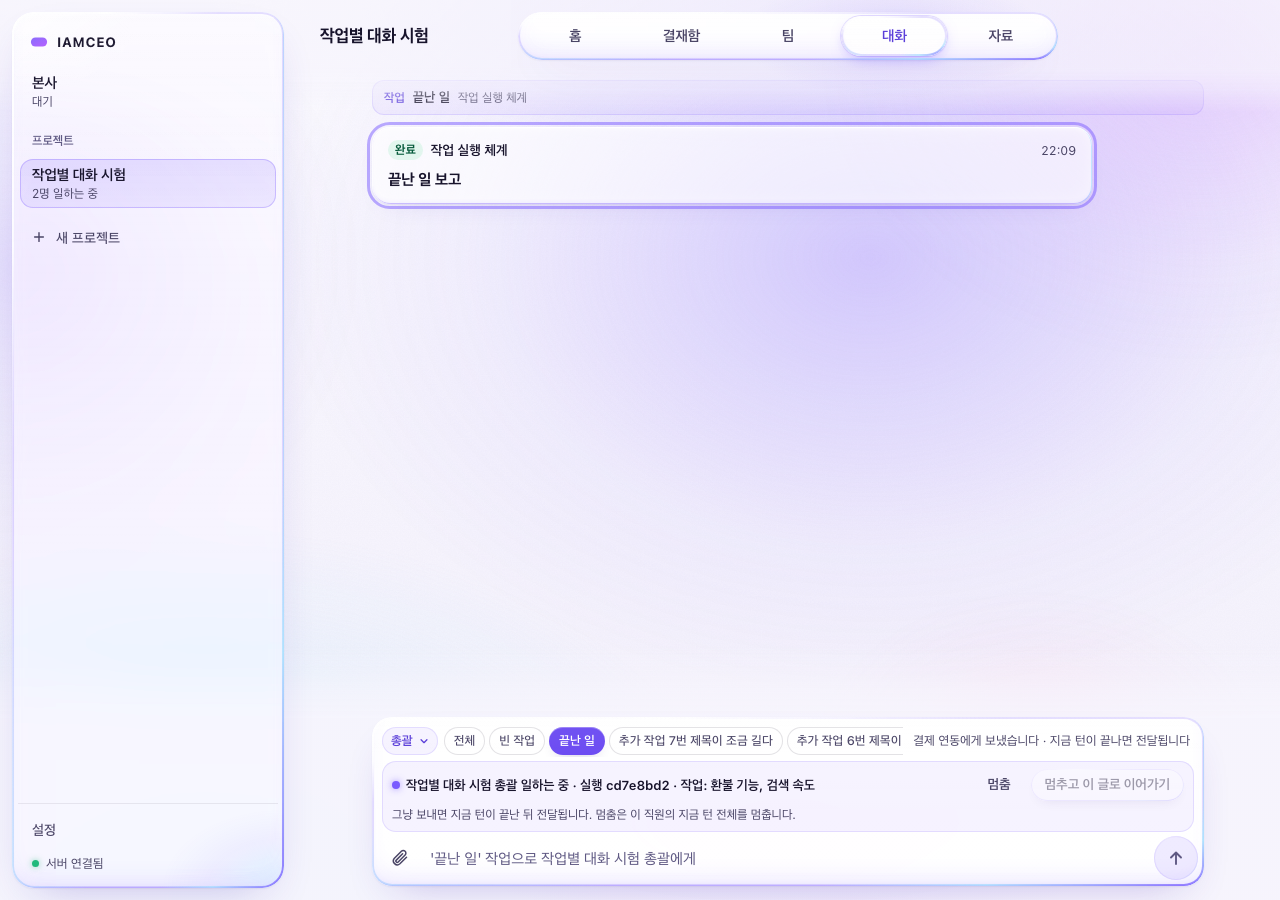 IAMCEO
본사
대기
프로젝트
작업별 대화 시험
2명 일하는 중
+ 새 프로젝트
설정
서버 연결됨
작업별 대화 시험
홈 결재함 팀 대화 자료
작업 끝난 일 작업 실행 체계
완료 작업 실행 체계 22:09
끝난 일 보고
총괄 전체 빈 작업 끝난 일 추가 작업 7번 제목이 조금 길다 추가 작업 6번 제목이 결제 연동에게 보냈습니다 · 지금 턴이 끝나면 전달됩니다
작업별 대화 시험 총괄 일하는 중 · 실행 cd7e8bd2 · 작업: 환불 기능, 검색 속도 멈춤 멈추고 이 글로 이어가기
그냥 보내면 지금 턴이 끝난 뒤 전달됩니다. 멈춤은 이 직원의 지금 턴 전체를 멈춥니다.
'끝난 일' 작업으로 작업별 대화 시험 총괄에게